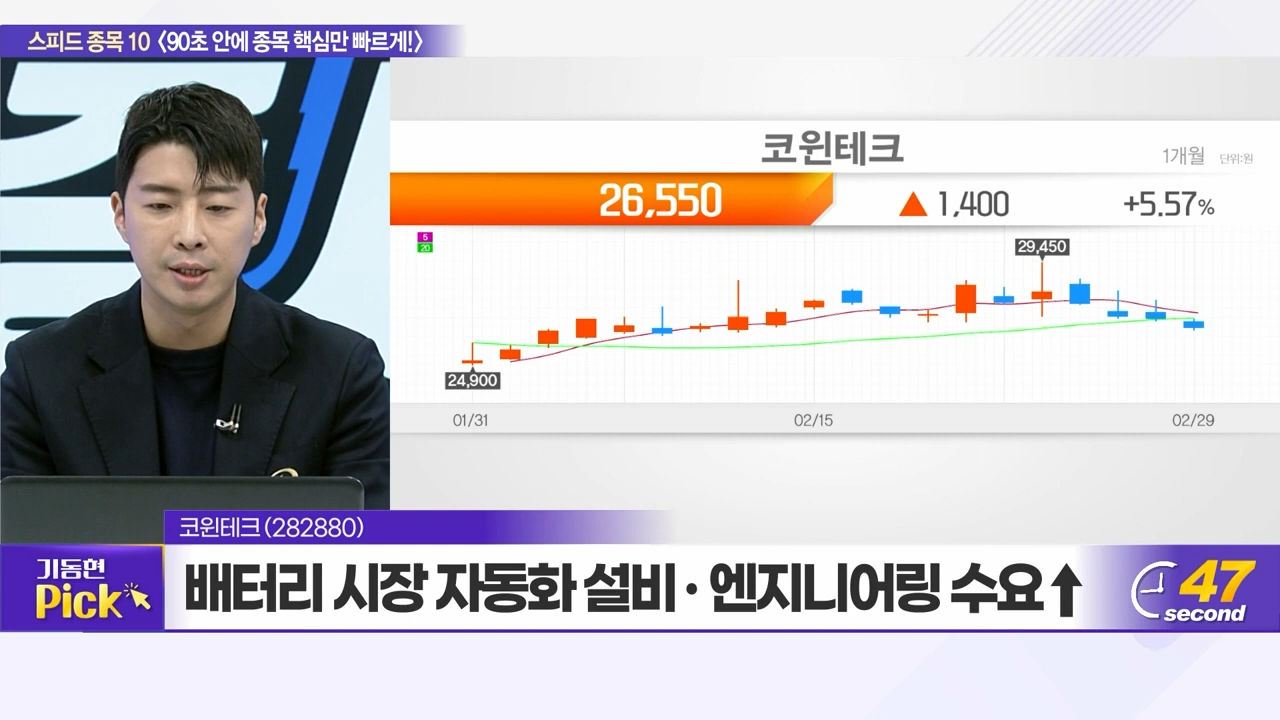 스피드 종목 10 〈90초 안에 종목 핵심만 빠르게!〉
코윈테크
1개월 단위:원
26,550 ▲ 1,400 +5.57%
5
20
29,450
24,900
01/31 02/15 02/29
코윈테크(282880)
기동현
Pick
배터리 시장 자동화 설비·엔지니어링 수요↑
47
second